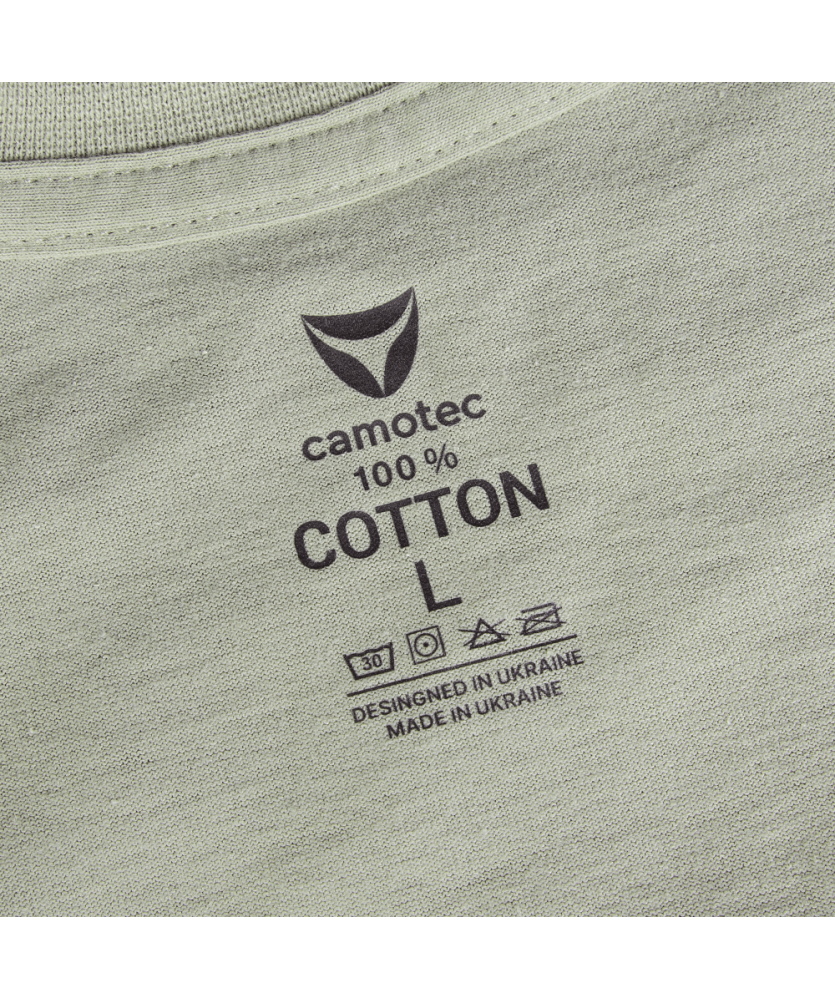 camotec
100 %
COTTON
L
30
DESINGNED IN UKRAINE
MADE IN UKRAINE